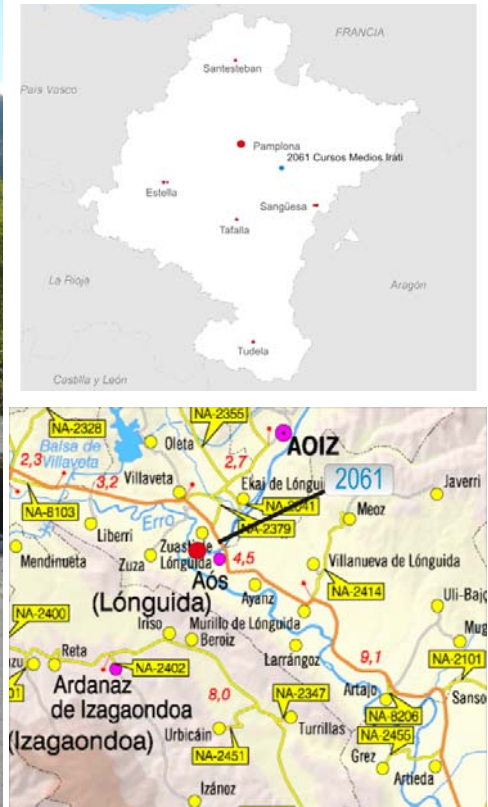 FRANCIA
Santesteban
País Vasco
Pamplona
2061 Cursos Medios Irati
Estella
Sangüesa
Tafalla
La Rioja
Aragón
Tudela
Castilla y León
NA-2328
NA-2355
Balsa de
Villaveta
Oleta
AOIZ
2,3
3,2
2,7
Villaveta
Ekai de Lóngui
2061
Javerri
NA-8103
Erro
NA-2041
Meoz
Liberri
NA-2379
Mendinueta
Zuza
Zuasti de
Lónguida
4,5
Villanueva de Lónguida
Aós
(Lónguida)
Ayanz
NA-2414
Uli-Bajo
NA-2400
Iriso
Murillo de Lónguida
Beroiz
Mug
Reta
NA-2402
Larrángoz
9,1
NA-2101
Ardanaz
de Izagaondoa
(Izagaondoa)
8,0
NA-2347
Artajo
Sanso
Urbicáin
Turrillas
NA-8206
NA-2455
NA-2451
Grez
Artieda
Izánoz